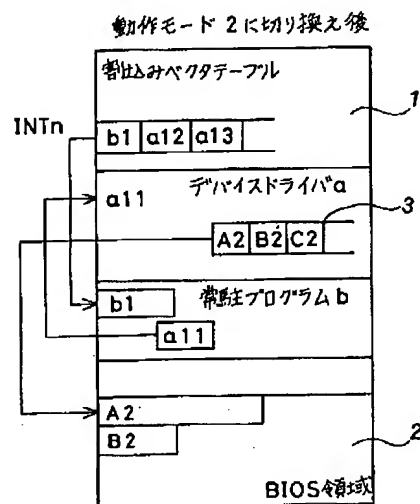 動作モード2に切り換え後
割込みベクタテーブル
1
INTn
b1 a12 a13
a11
デバイスドライバa
3
A2 B2 C2
b1
常駐プログラムb
a11
A2
B2
2
BIOS領域